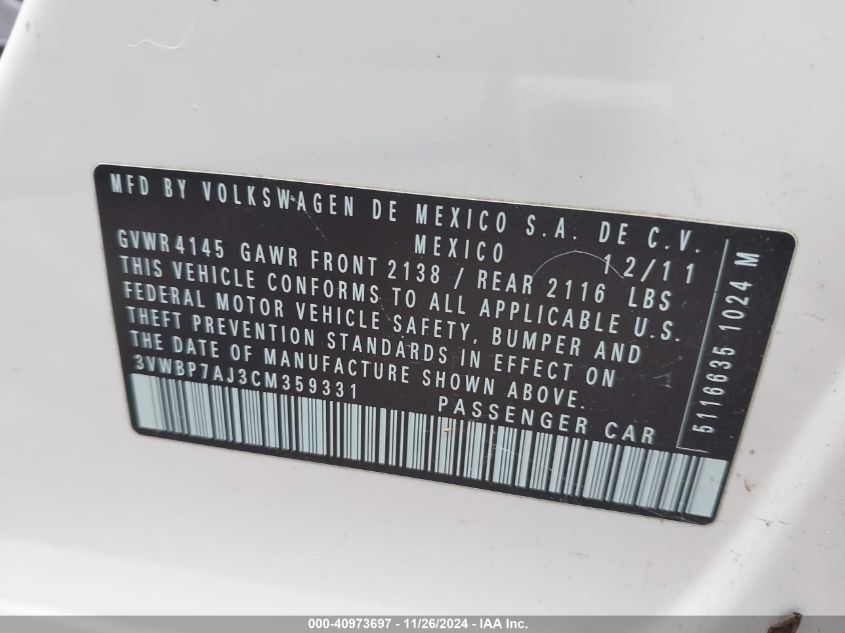 MFD BY VOLKSWAGEN DE MEXICO S.A. DE C.V.
MEXICO 12/11
GVWR 4145 GAWR FRONT 2138 / REAR 2116 LBS
THIS VEHICLE CONFORMS TO ALL APPLICABLE U.S.
FEDERAL MOTOR VEHICLE SAFETY, BUMPER AND
THEFT PREVENTION STANDARDS IN EFFECT ON
THE DATE OF MANUFACTURE SHOWN ABOVE.
3VWBP7AJ3CM359331 PASSENGER CAR
5116635 1024 M
000-40973697 - 11/26/2024 - IAA Inc.